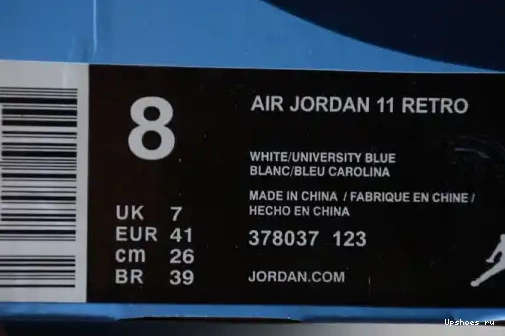 8
AIR JORDAN 11 RETRO
WHITE/UNIVERSITY BLUE
BLANC/BLEU CAROLINA
MADE IN CHINA / FABRIQUE EN CHINE /
HECHO EN CHINA
UK 7
EUR 41
cm 26
BR 39
378037 123
JORDAN.COM
Upshoes ru